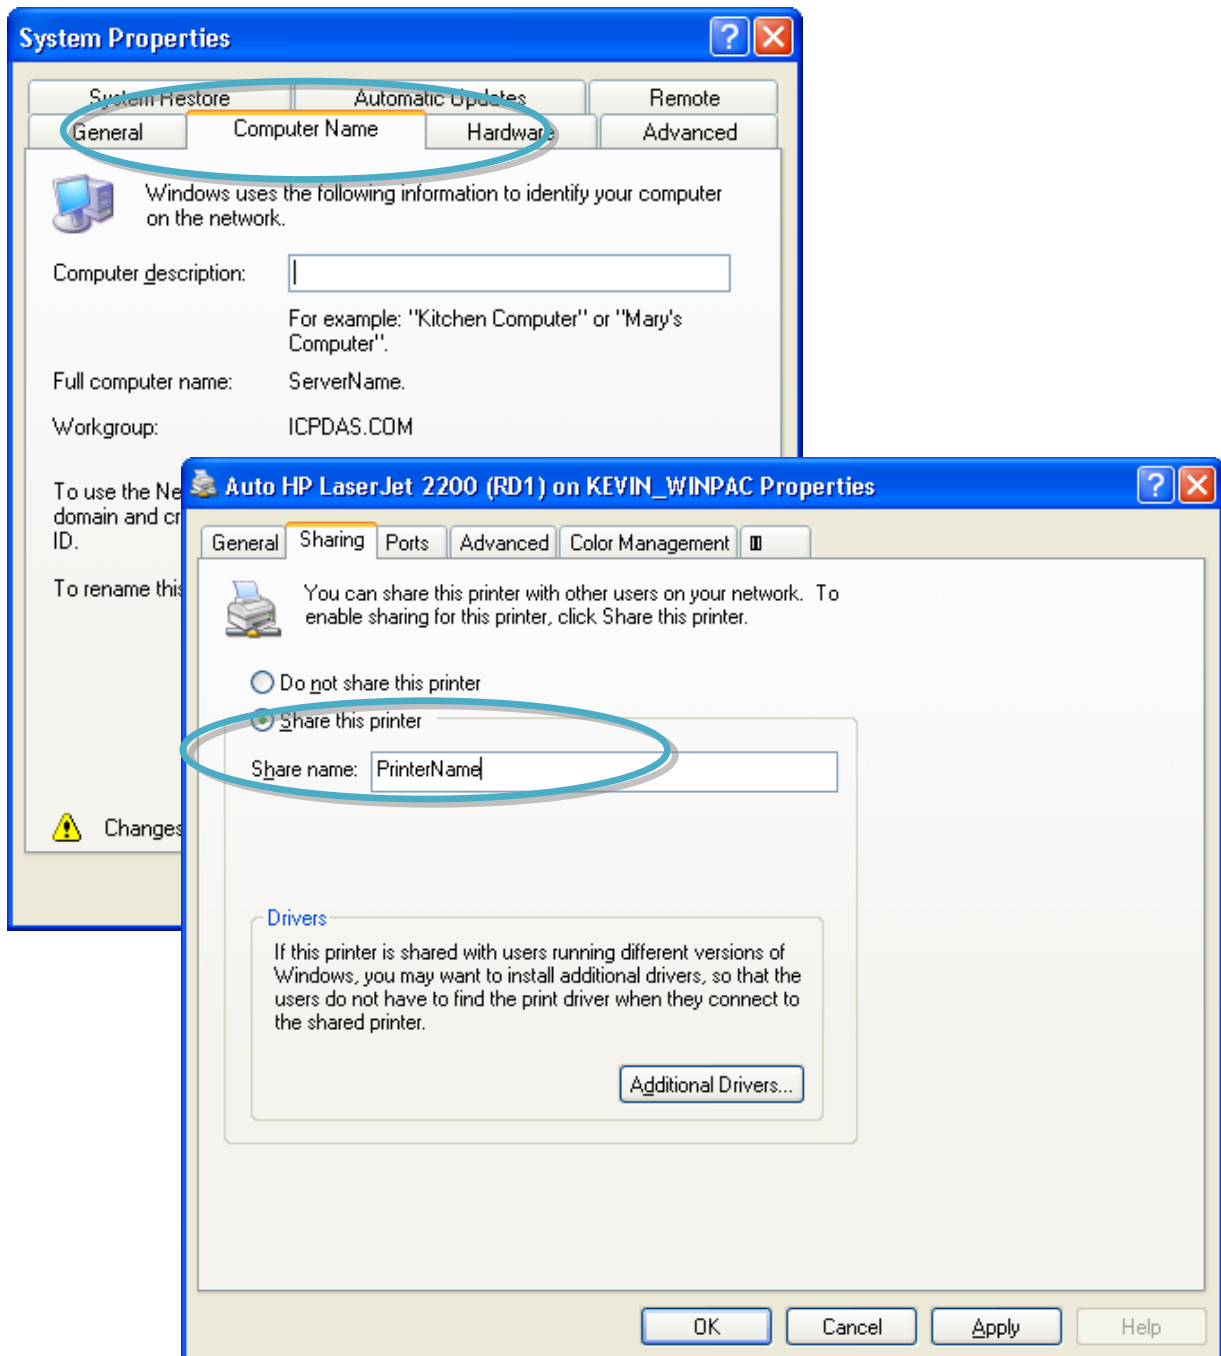 System Properties
System Restore Automatic Updates Remote
General Computer Name Hardware Advanced
Windows uses the following information to identify your computer
on the network.
Computer description:
For example: "Kitchen Computer" or "Mary's
Computer".
Full computer name: ServerName.
Workgroup: ICPDAS.COM
To use the Ne
domain and cr
ID.
To rename this
Changes
Auto HP LaserJet 2200 (RD1) on KEVIN_WINPAC Properties
General Sharing Ports Advanced Color Management
You can share this printer with other users on your network. To
enable sharing for this printer, click Share this printer.
Do not share this printer
Share this printer
Share name: PrinterName
Drivers
If this printer is shared with users running different versions of
Windows, you may want to install additional drivers, so that the
users do not have to find the print driver when they connect to
the shared printer.
Additional Drivers...
OK Cancel Apply Help